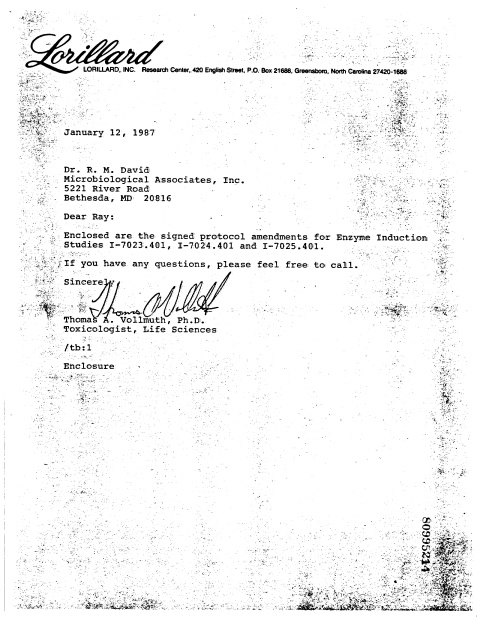 Lorillard
LORILLARD, INC. Research Center, 420 English Street, P.O. Box 21688, Greensboro, North Carolina 27420-1688
January 12, 1987
Dr. R. M. David
Microbiological Associates, Inc.
5221 River Road
Bethesda, MD 20816
Dear Ray:
Enclosed are the signed protocol amendments for Enzyme Induction
Studies I-7023.401, I-7024.401 and I-7025.401.
If you have any questions, please feel free to call.
Sincerely,
Thomas A. Vollmuth
Thomas A. Vollmuth, Ph.D.
Toxicologist, Life Sciences
/tb:1
Enclosure
80995214